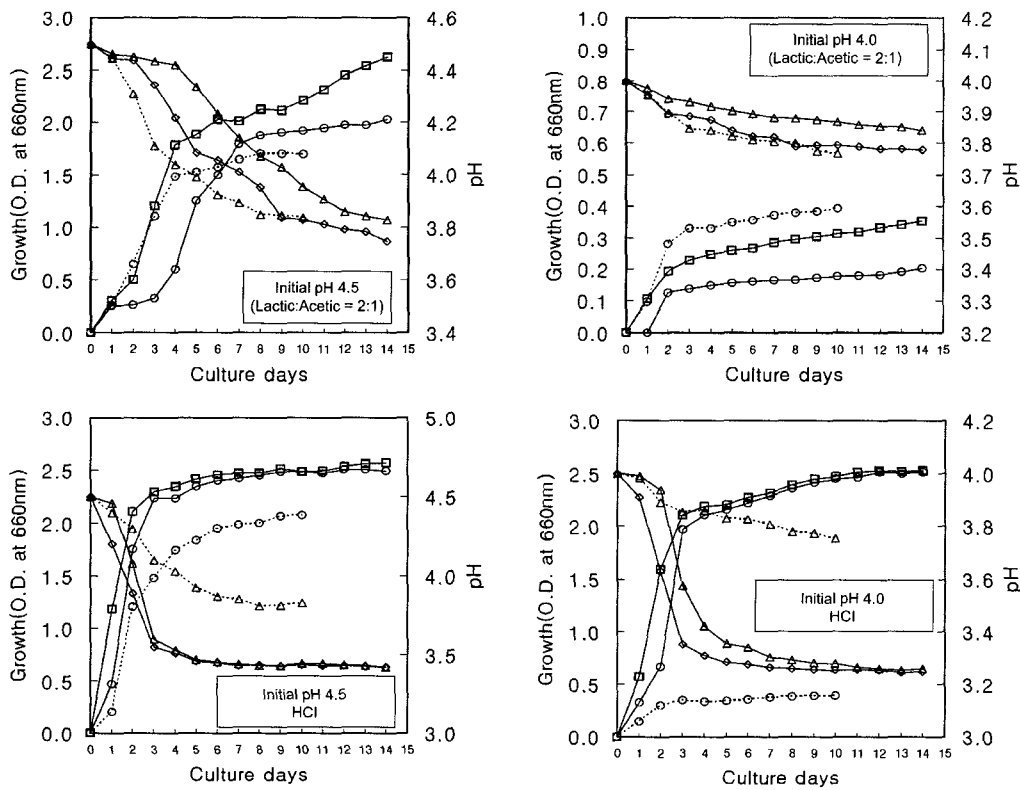 3.0
2.5
2.0
1.5
1.0
0.5
0.0
Growth(O.D. at 660nm)
4.6
4.4
4.2
4.0
3.8
3.6
3.4
pH
Initial pH 4.5
(Lactic:Acetic = 2:1)
0 1 2 3 4 5 6 7 8 9 10 11 12 13 14 15
Culture days
1.0
0.9
0.8
0.7
0.6
0.5
0.4
0.3
0.2
0.1
0.0
Growth(O.D. at 660nm)
4.2
4.1
4.0
3.9
3.8
3.7
3.6
3.5
3.4
3.3
3.2
pH
Initial pH 4.0
(Lactic:Acetic = 2:1)
0 1 2 3 4 5 6 7 8 9 10 11 12 13 14 15
Culture days
3.0
2.5
2.0
1.5
1.0
0.5
0.0
Growth(O.D. at 660nm)
5.0
4.5
4.0
3.5
3.0
pH
Initial pH 4.5
HCl
0 1 2 3 4 5 6 7 8 9 10 11 12 13 14 15
Culture days
3.0
2.5
2.0
1.5
1.0
0.5
0.0
Growth(O.D. at 660nm)
4.2
4.0
3.8
3.6
3.4
3.2
3.0
pH
Initial pH 4.0
HCl
0 1 2 3 4 5 6 7 8 9 10 11 12 13 14 15
Culture days